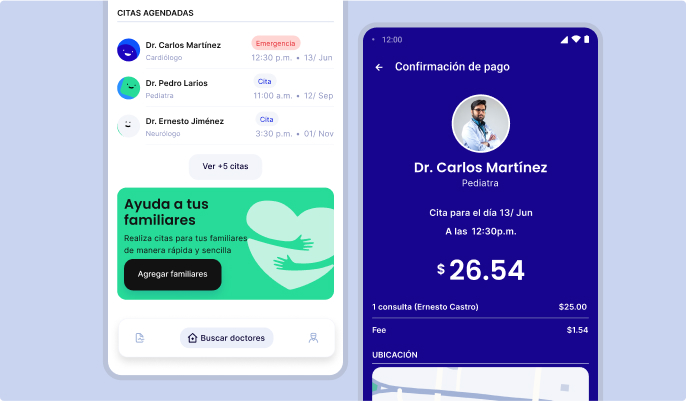 CITAS AGENDADAS
Dr. Carlos Martínez
Cardiólogo
Emergencia
12:30 p.m. • 13/ Jun
Dr. Pedro Larios
Pediatra
Cita
11:00 a.m. • 12/ Sep
Dr. Ernesto Jiménez
Neurólogo
Cita
3:30 p.m. • 01/ Nov
Ver +5 citas
Ayuda a tus
familiares
Realiza citas para tus familiares
de manera rápida y sencilla
Agregar familiares
Buscar doctores
12:00
Confirmación de pago
Dr. Carlos Martínez
Pediatra
Cita para el día 13/ Jun
A las 12:30p.m.
$ 26.54
1 consulta (Ernesto Castro) $25.00
Fee $1.54
UBICACIÓN